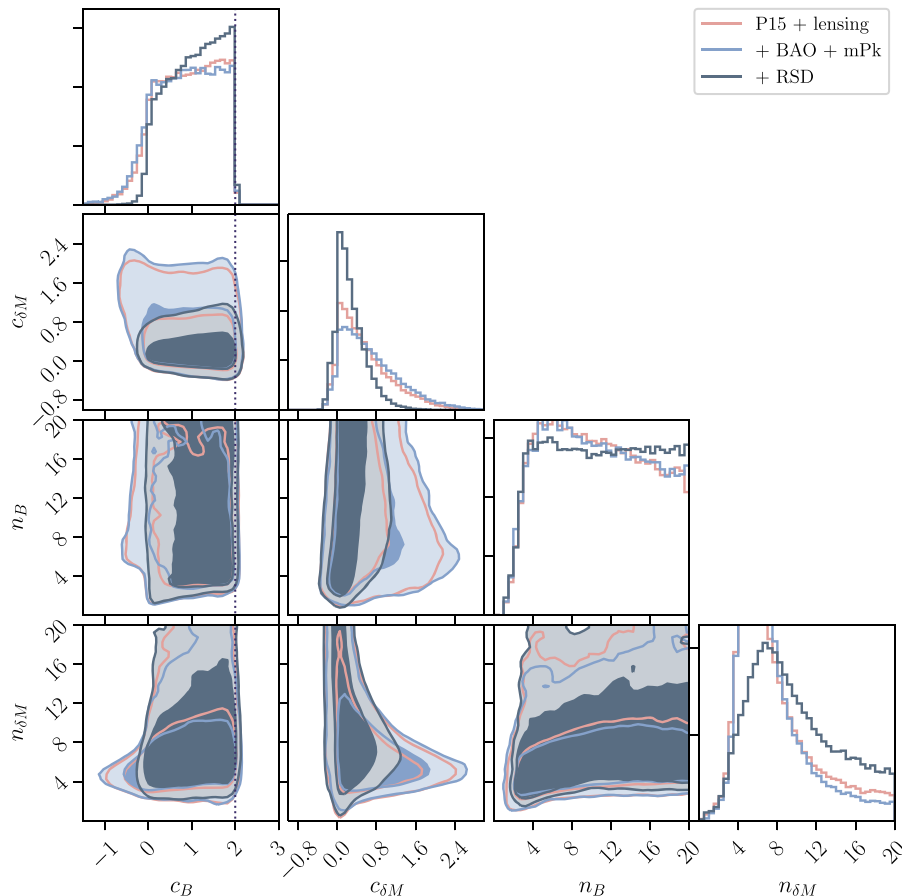 P15 + lensing
+ BAO + mPk
+ RSD
c_{δM}
2.4
1.6
0.8
0.0
−0.8
n_B
20
16
12
8
4
n_{δM}
20
16
12
8
4
−1 0 1 2 3
−0.8 0.0 0.8 1.6 2.4
4 8 12 16 20
4 8 12 16 20
c_B c_{δM} n_B n_{δM}